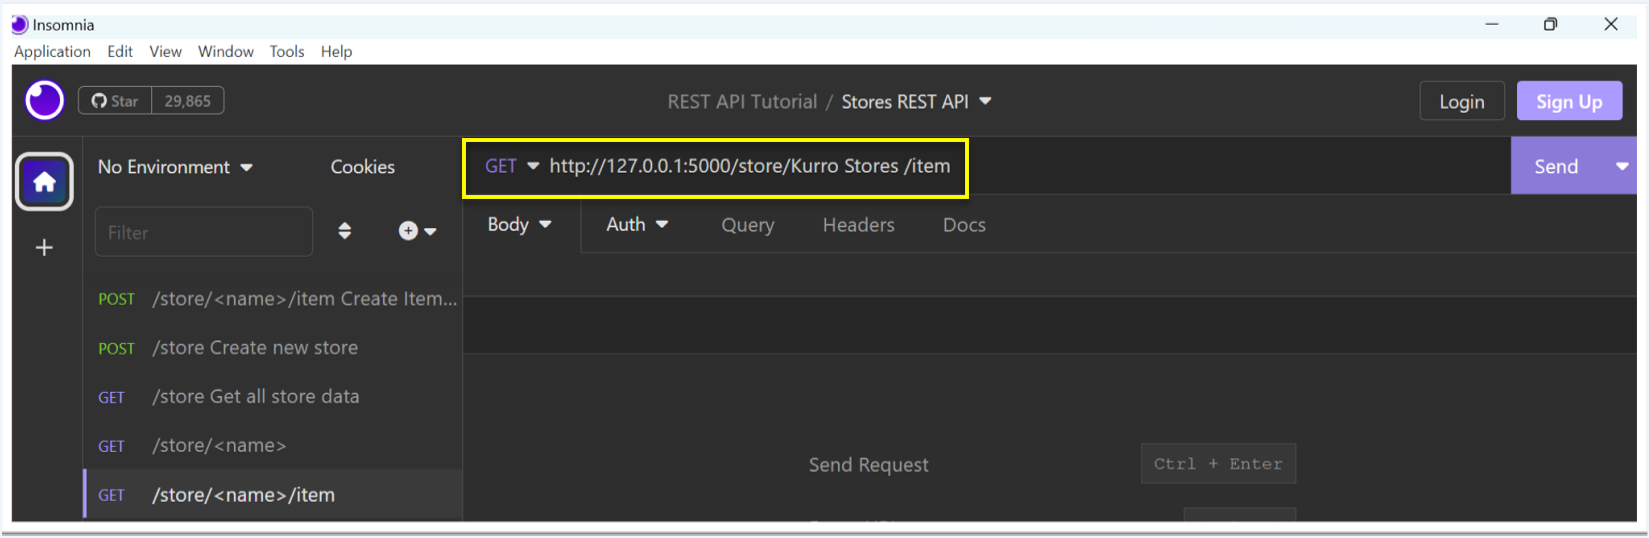 Insomnia
Application Edit View Window Tools Help
Star 29,865
REST API Tutorial / Stores REST API
Login Sign Up
No Environment Cookies
GET http://127.0.0.1:5000/store/Kurro Stores /item
Send
Filter
Body Auth Query Headers Docs
POST /store/<name>/item Create Item...
POST /store Create new store
GET /store Get all store data
GET /store/<name>
Send Request Ctrl + Enter
GET /store/<name>/item